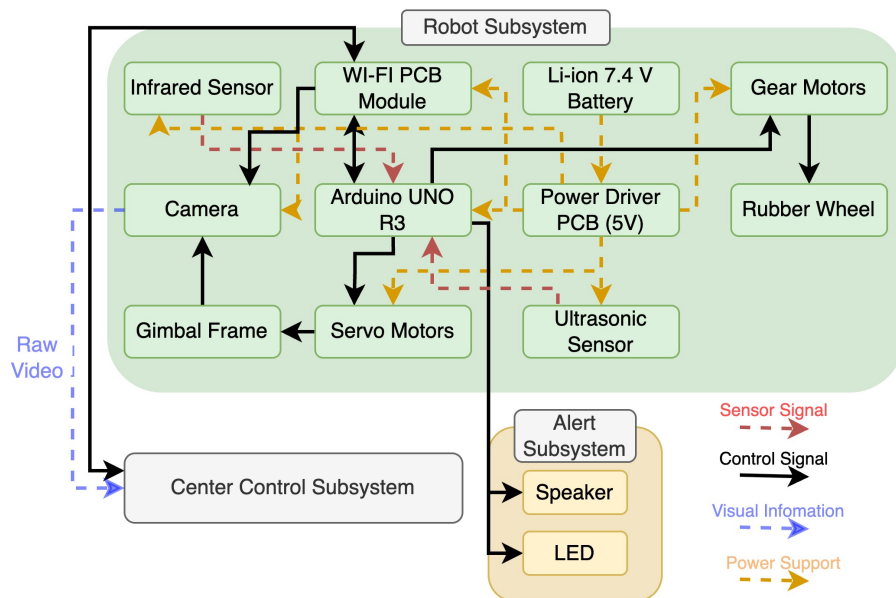 Robot Subsystem
Infrared Sensor
WI-FI PCB
Module
Li-ion 7.4 V
Battery
Gear Motors
Camera
Arduino UNO
R3
Power Driver
PCB (5V)
Rubber Wheel
Gimbal Frame
Servo Motors
Ultrasonic
Sensor
Raw
Video
Center Control Subsystem
Alert
Subsystem
Speaker
LED
Sensor Signal
Control Signal
Visual Infomation
Power Support